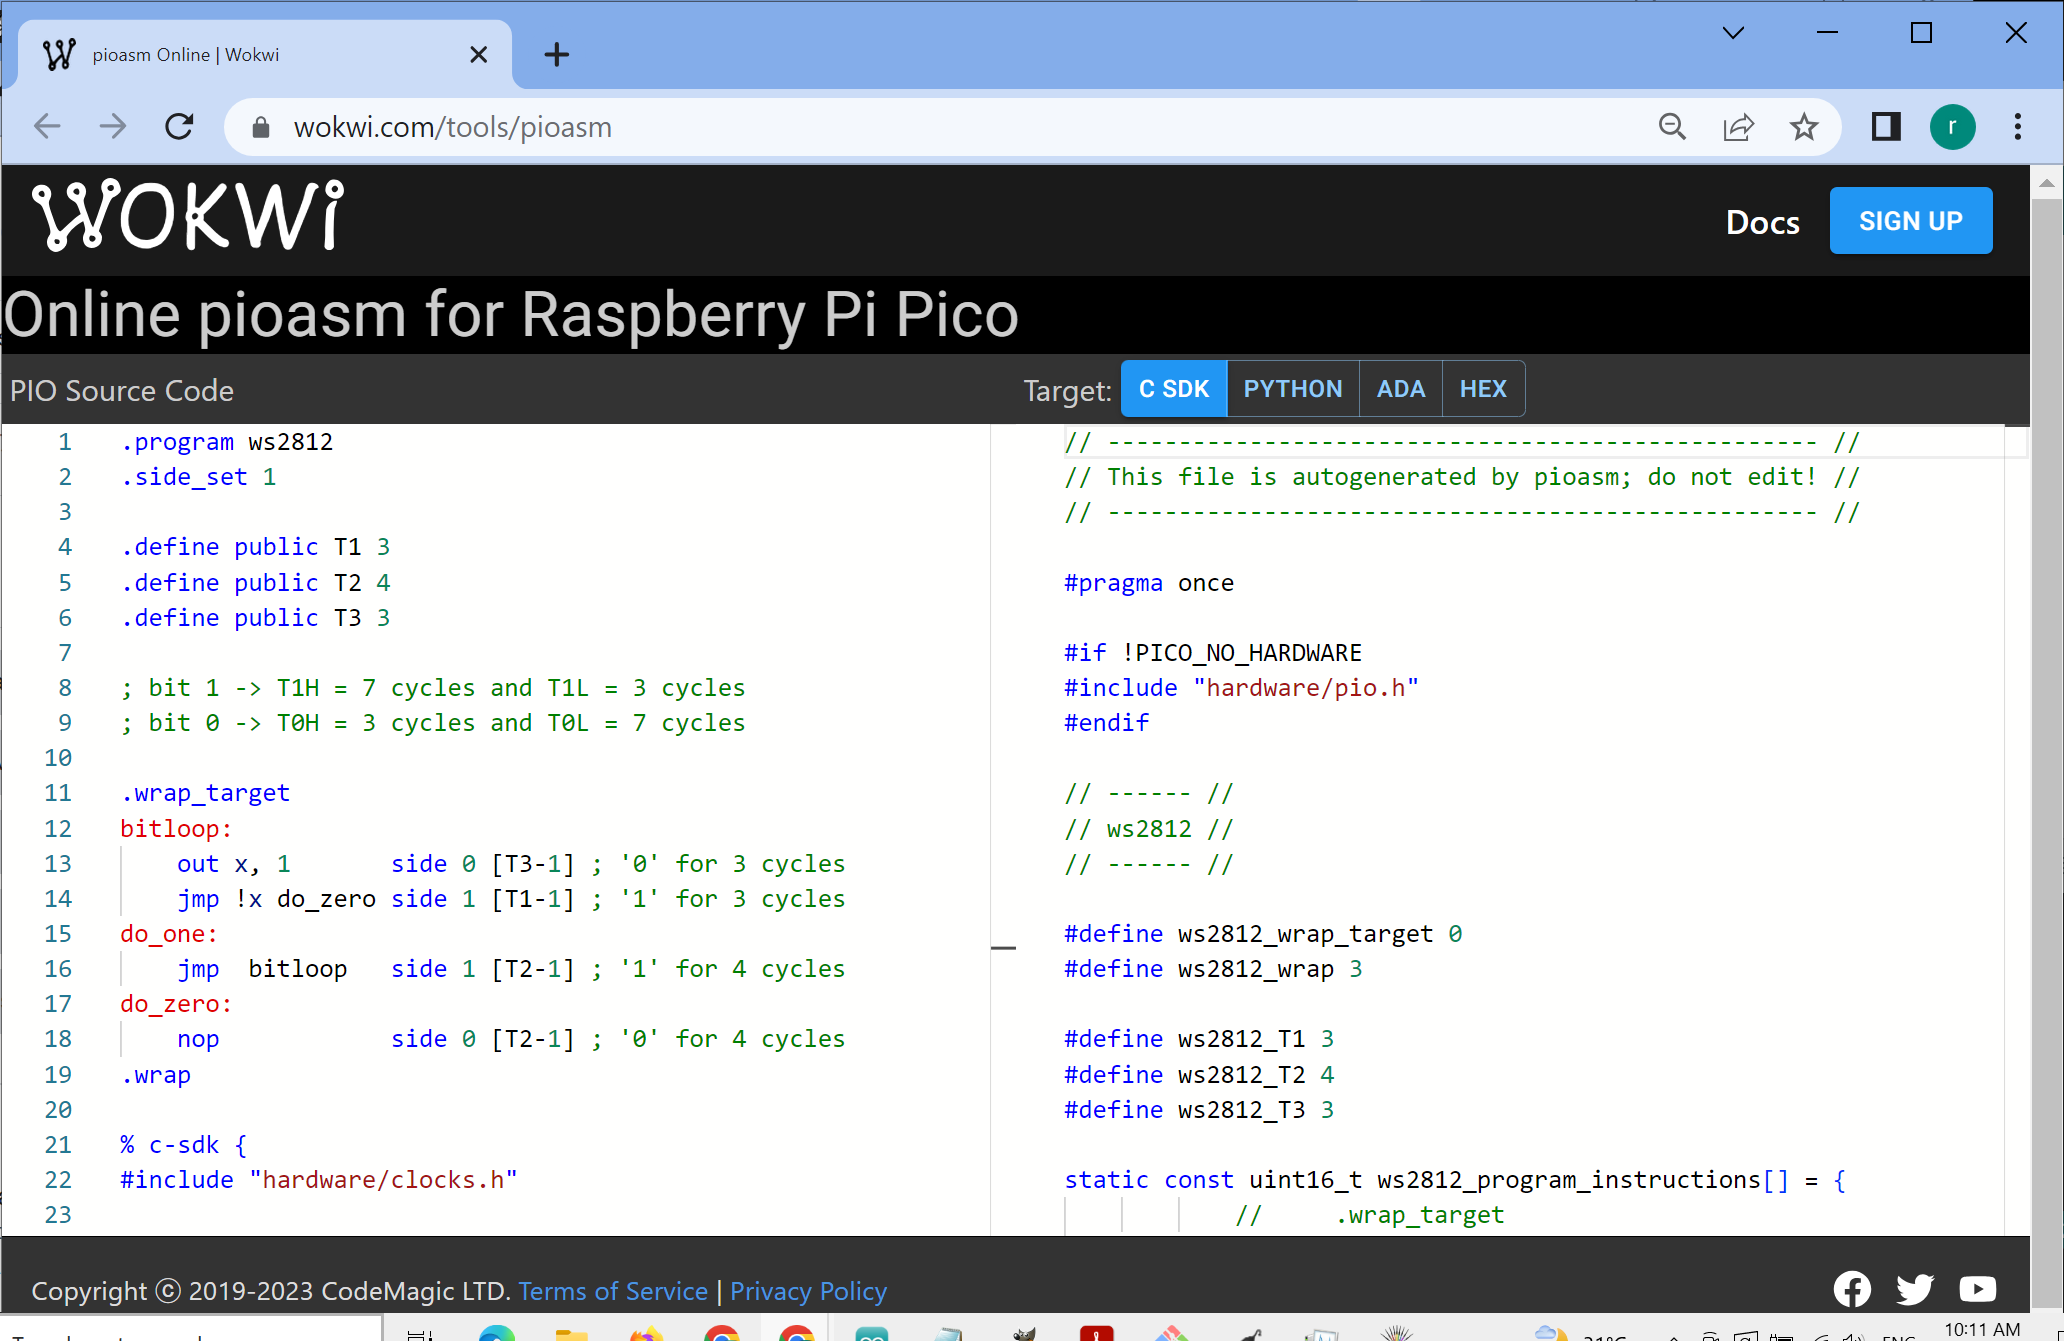 pioasm Online | Wokwi
wokwi.com/tools/pioasm
r
WOKWi
Docs
SIGN UP
Online pioasm for Raspberry Pi Pico
PIO Source Code
Target: C SDK PYTHON ADA HEX
1 .program ws2812
2 .side_set 1
3
4 .define public T1 3
5 .define public T2 4
6 .define public T3 3
7
8 ; bit 1 -> T1H = 7 cycles and T1L = 3 cycles
9 ; bit 0 -> T0H = 3 cycles and T0L = 7 cycles
10
11 .wrap_target
12 bitloop:
13 out x, 1 side 0 [T3-1] ; '0' for 3 cycles
14 jmp !x do_zero side 1 [T1-1] ; '1' for 3 cycles
15 do_one:
16 jmp bitloop side 1 [T2-1] ; '1' for 4 cycles
17 do_zero:
18 nop side 0 [T2-1] ; '0' for 4 cycles
19 .wrap
20
21 % c-sdk {
22 #include "hardware/clocks.h"
23
// -------------------------------------------------- //
// This file is autogenerated by pioasm; do not edit! //
// -------------------------------------------------- //
#pragma once
#if !PICO_NO_HARDWARE
#include "hardware/pio.h"
#endif
// ------ //
// ws2812 //
// ------ //
#define ws2812_wrap_target 0
#define ws2812_wrap 3
#define ws2812_T1 3
#define ws2812_T2 4
#define ws2812_T3 3
static const uint16_t ws2812_program_instructions[] = {
// .wrap_target
Copyright ⓒ 2019-2023 CodeMagic LTD. Terms of Service | Privacy Policy
10:11 AM